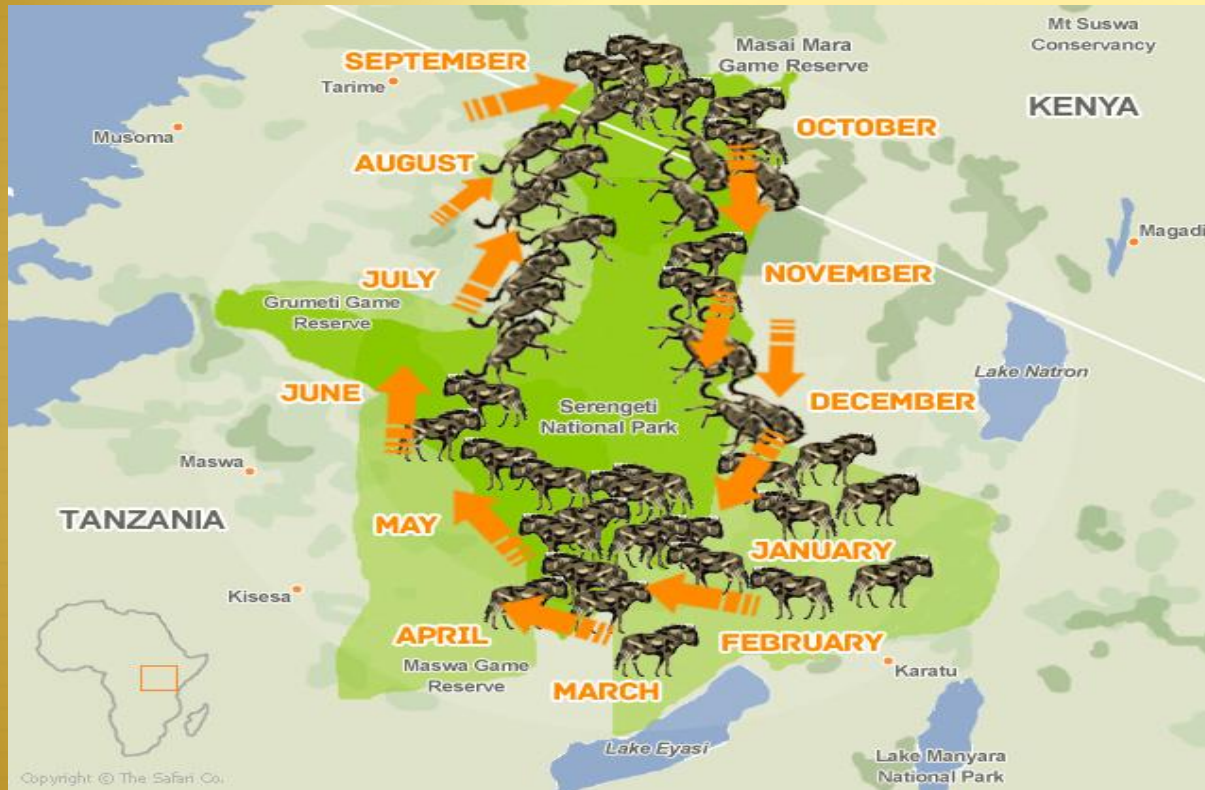 Mt Suswa
Conservancy
Masai Mara
Game Reserve
SEPTEMBER
Tarime
KENYA
Musoma
OCTOBER
AUGUST
Magadi
NOVEMBER
JULY
Grumeti Game
Reserve
Lake Natron
JUNE
DECEMBER
Serengeti
National Park
Maswa
TANZANIA
MAY
JANUARY
Kisesa
APRIL
FEBRUARY
Maswa Game
Reserve
Karatu
MARCH
Lake Eyasi
Lake Manyara
National Park
Copyright © The Safari Co.